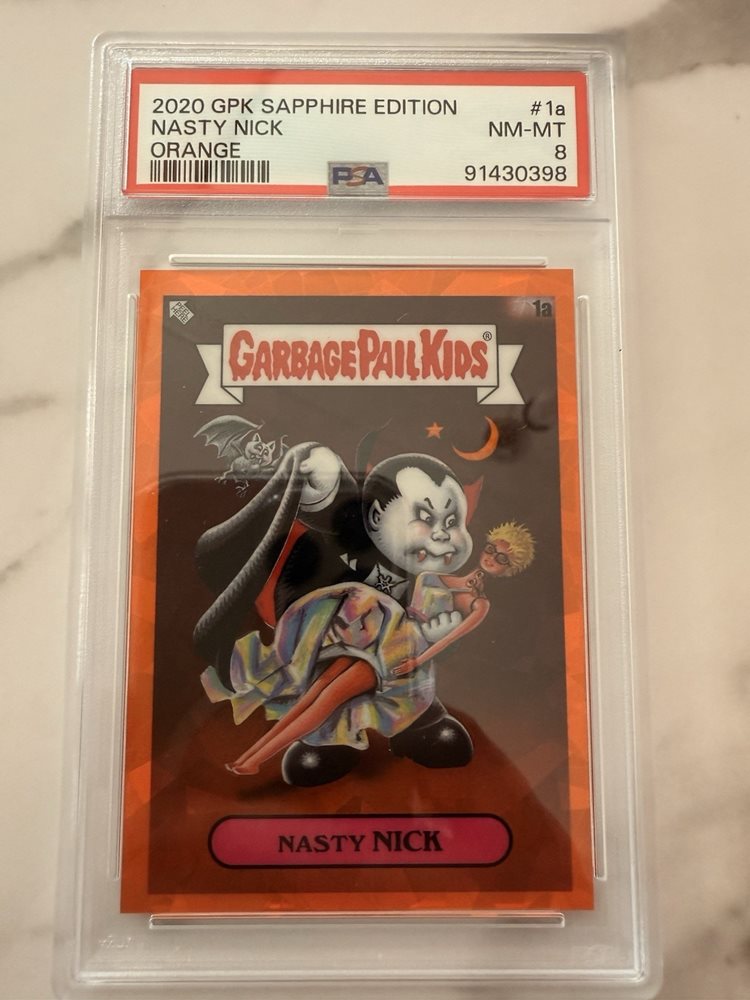 2020 GPK SAPPHIRE EDITION #1a
NASTY NICK NM-MT
ORANGE 8
PSA 91430398
1a
GARBAGE PAIL KIDS®
NASTY NICK